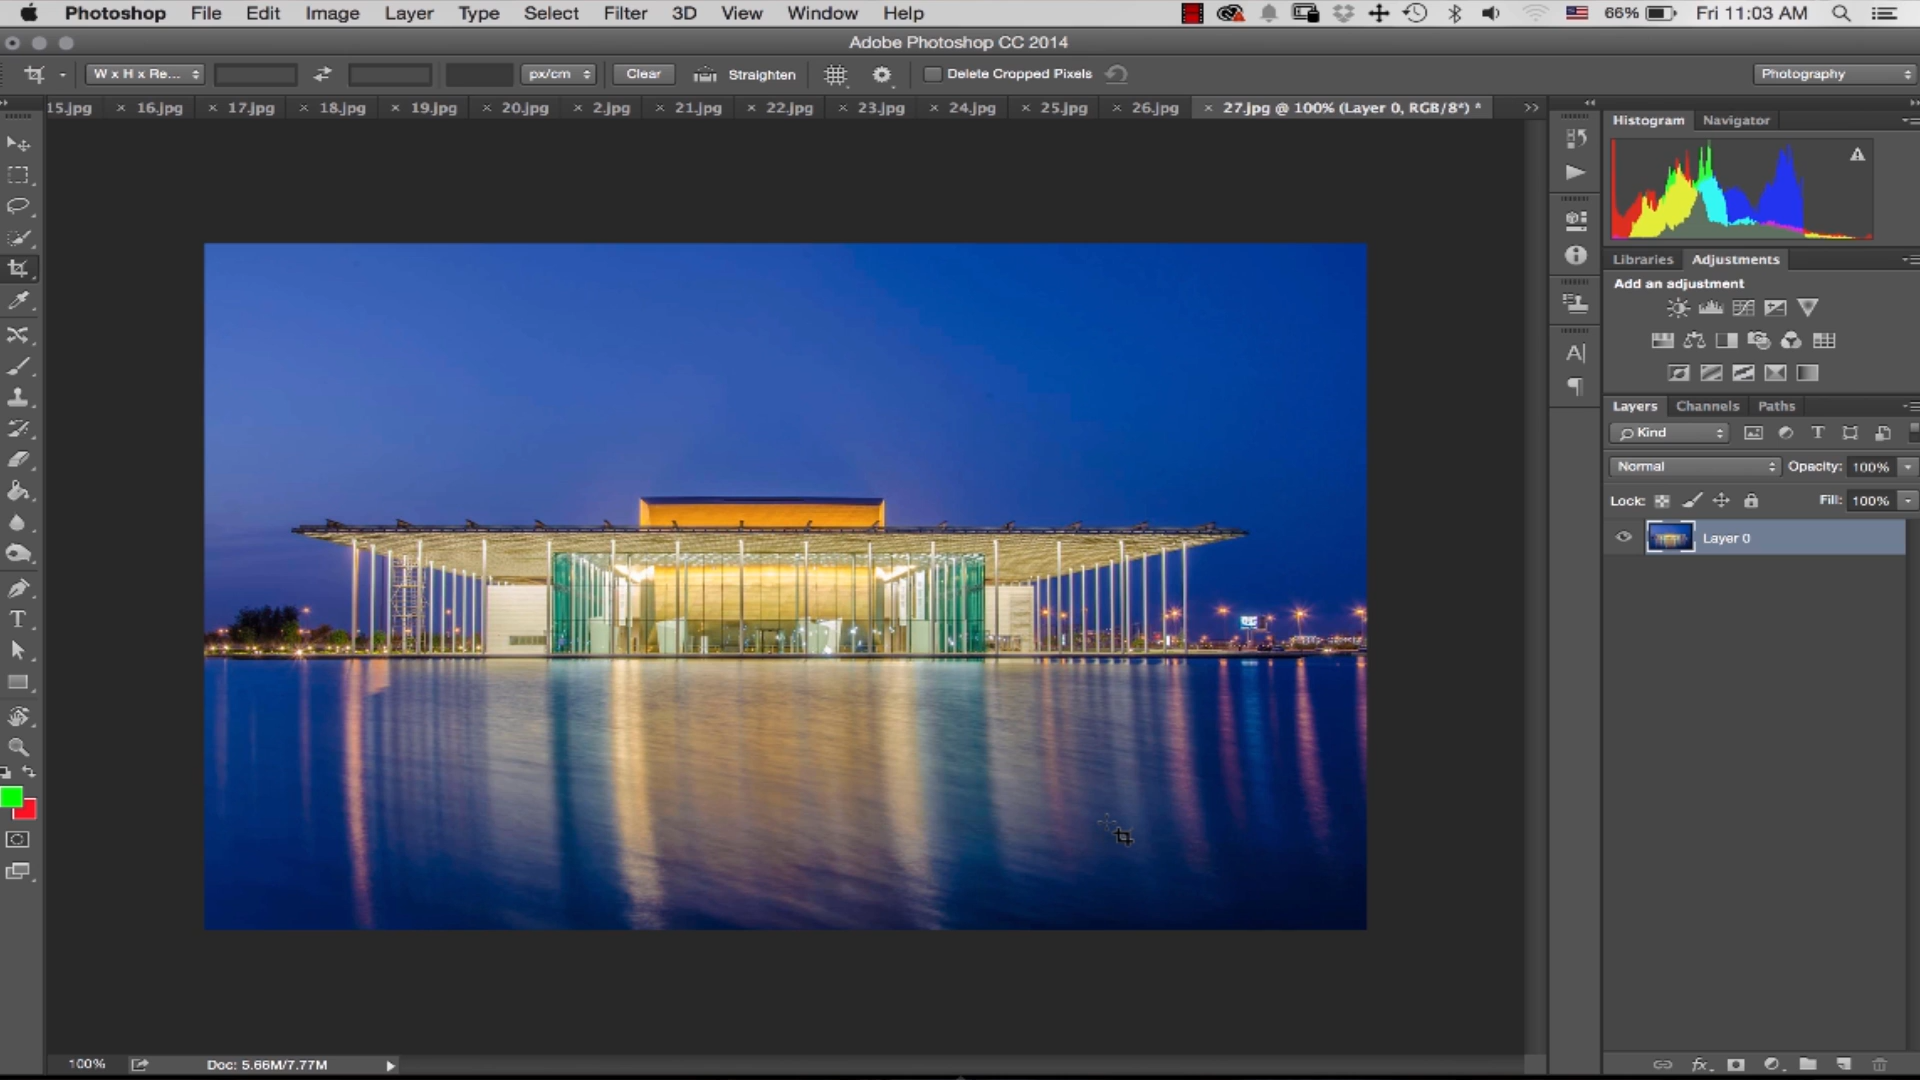 Photoshop File Edit Image Layer Type Select Filter 3D View Window Help 66% Fri 11:03 AM
Adobe Photoshop CC 2014
W x H x Re... px/cm Clear Straighten Delete Cropped Pixels Photography
15.jpg × 16.jpg × 17.jpg × 18.jpg × 19.jpg × 20.jpg × 2.jpg × 21.jpg × 22.jpg × 23.jpg × 24.jpg × 25.jpg × 26.jpg × 27.jpg @ 100% (Layer 0, RGB/8*) *
Histogram Navigator
Libraries Adjustments
Add an adjustment
Layers Channels Paths
Kind
Normal Opacity: 100%
Lock: Fill: 100%
Layer 0
100% Doc: 5.66M/7.77M